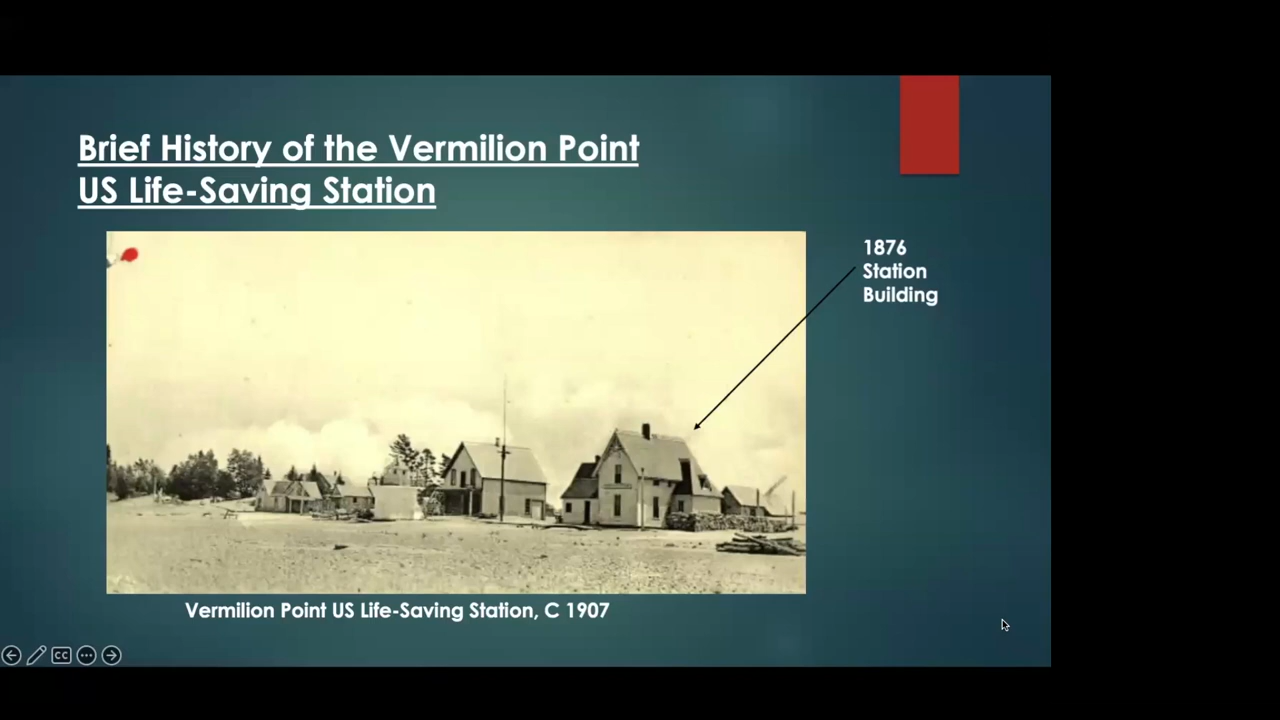 Brief History of the Vermilion Point
US Life-Saving Station
1876
Station
Building
Vermilion Point US Life-Saving Station, C 1907
CC